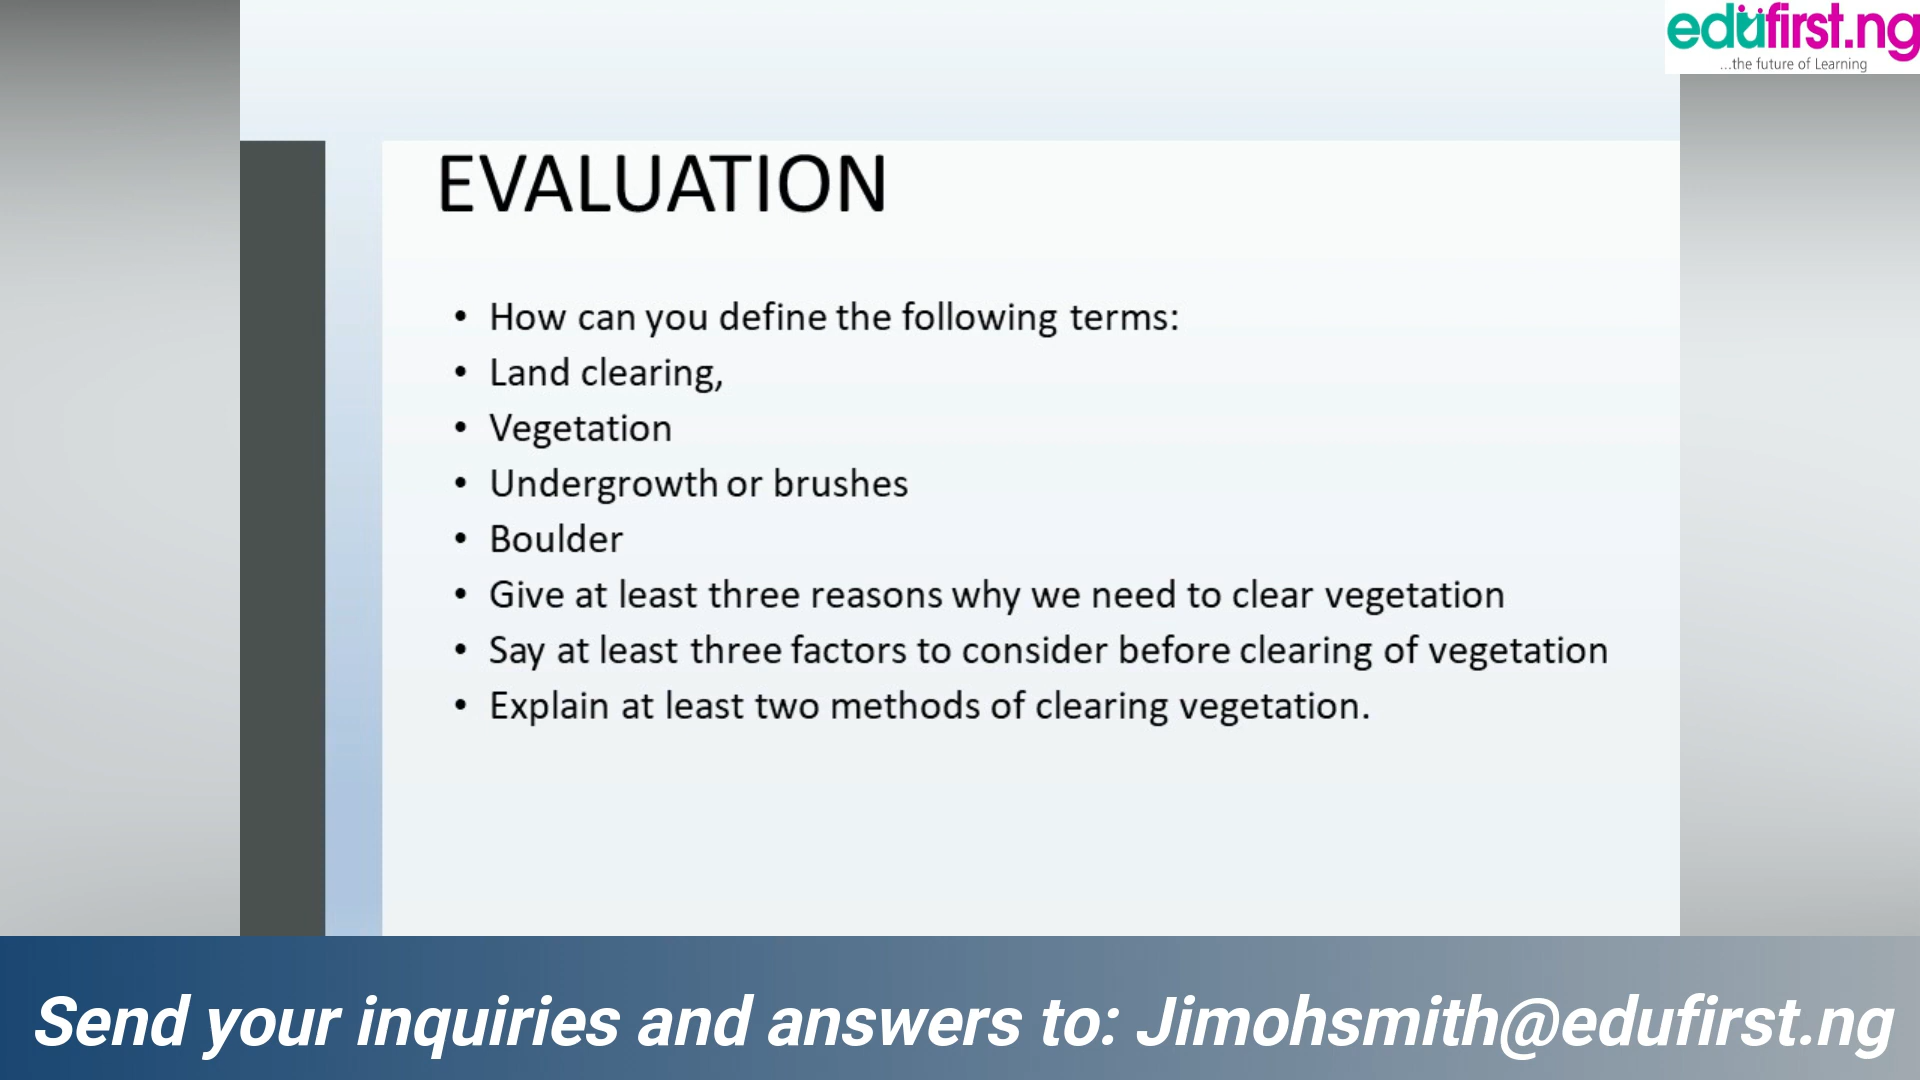 edufirst.ng
...the future of Learning
EVALUATION
• How can you define the following terms:
• Land clearing,
• Vegetation
• Undergrowth or brushes
• Boulder
• Give at least three reasons why we need to clear vegetation
• Say at least three factors to consider before clearing of vegetation
• Explain at least two methods of clearing vegetation.
Send your inquiries and answers to: Jimohsmith@edufirst.ng